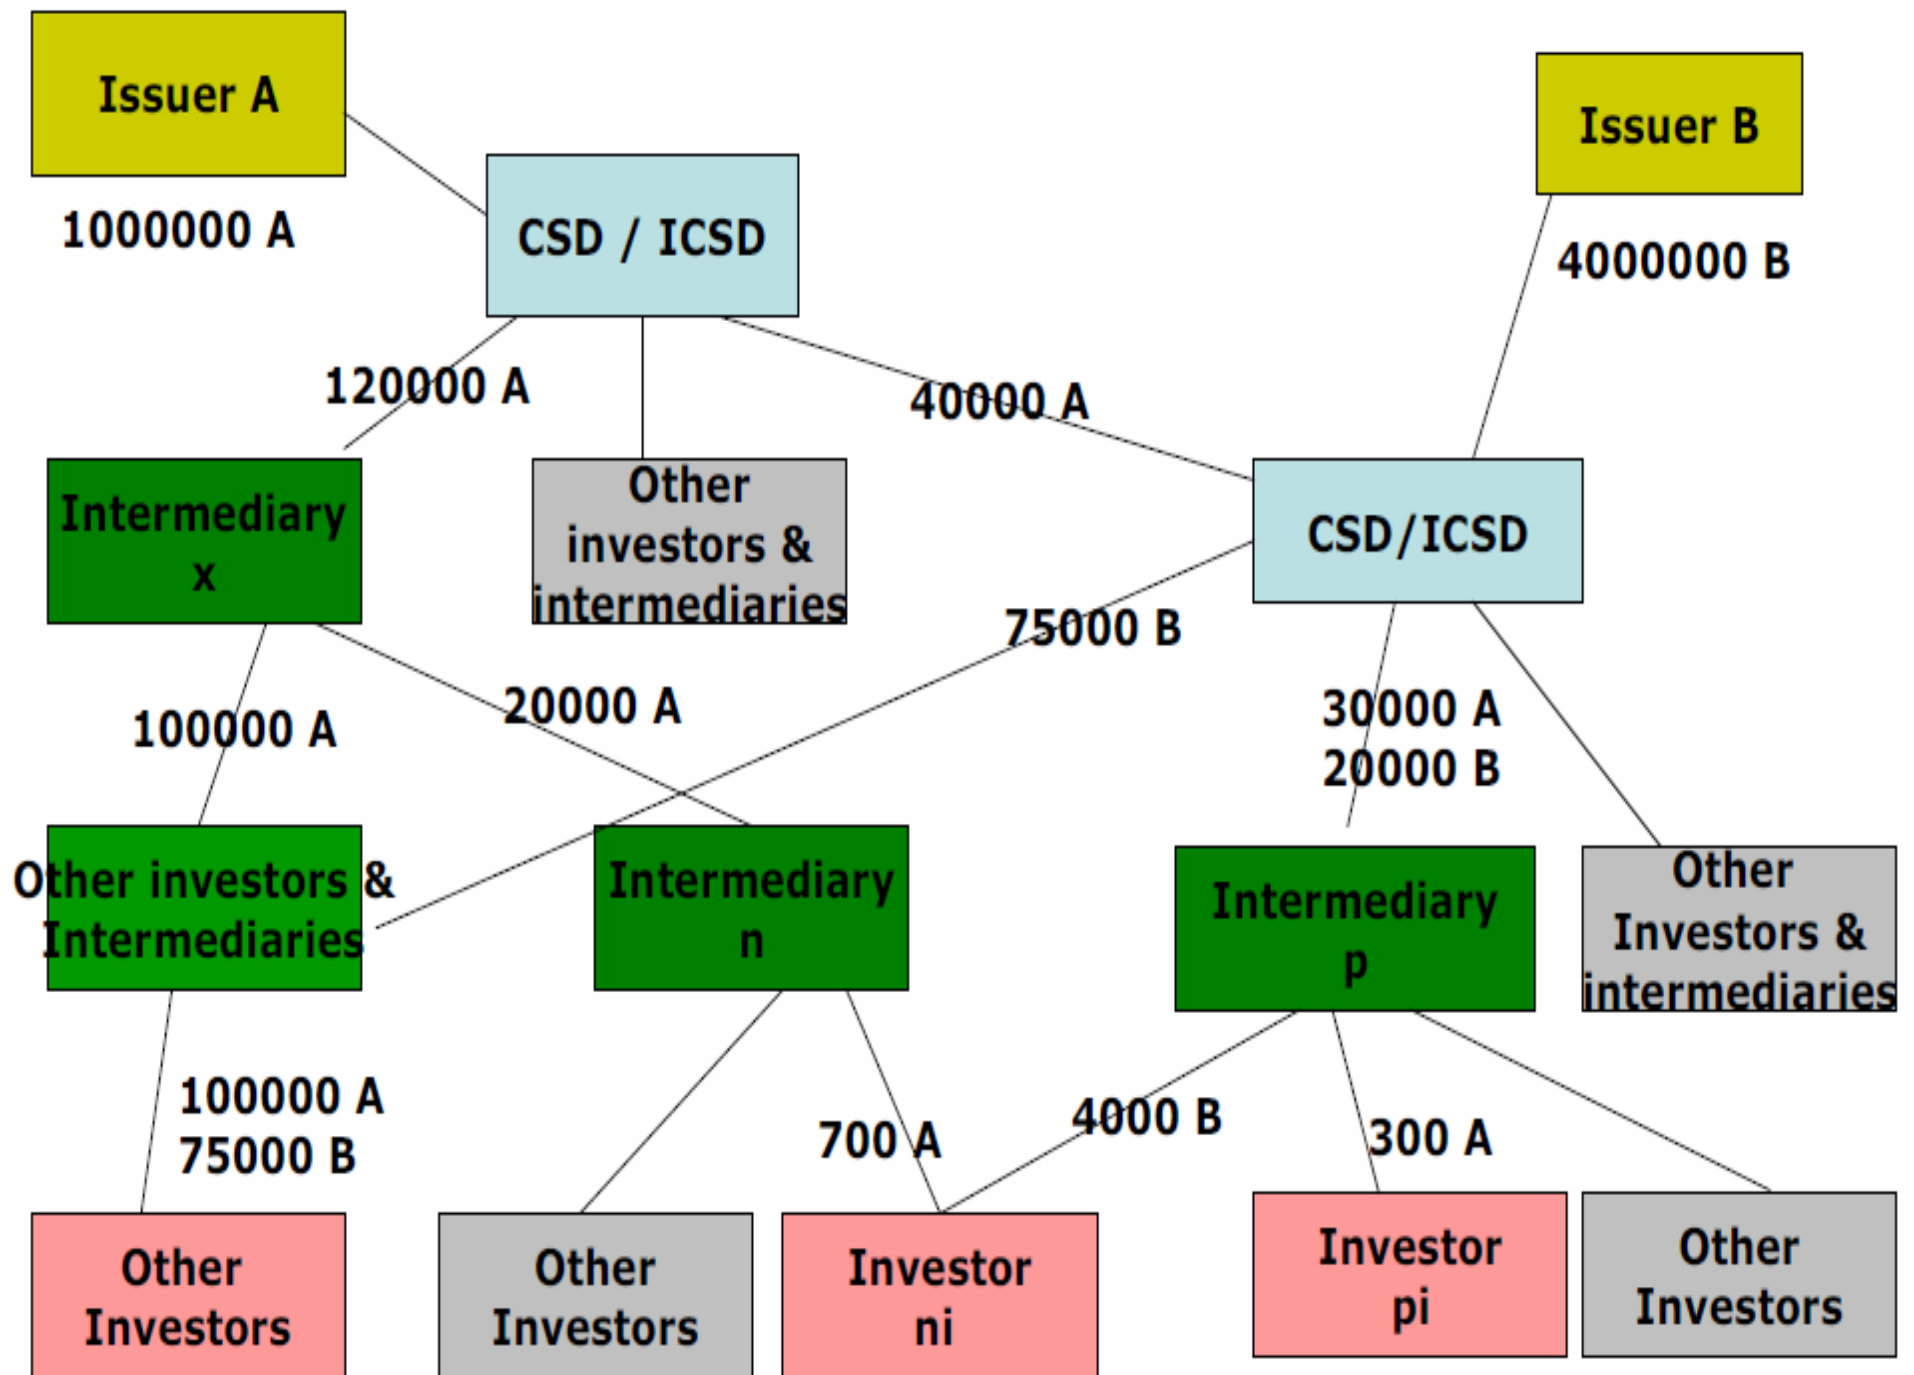 Issuer A
Issuer B
1000000 A
CSD / ICSD
4000000 B
120000 A
40000 A
Intermediary
x
Other
investors &
intermediaries
CSD/ICSD
75000 B
100000 A
20000 A
30000 A
20000 B
Other investors &
Intermediaries
Intermediary
n
Intermediary
p
Other
Investors &
intermediaries
100000 A
75000 B
700 A
4000 B
300 A
Other
Investors
Other
Investors
Investor
ni
Investor
pi
Other
Investors